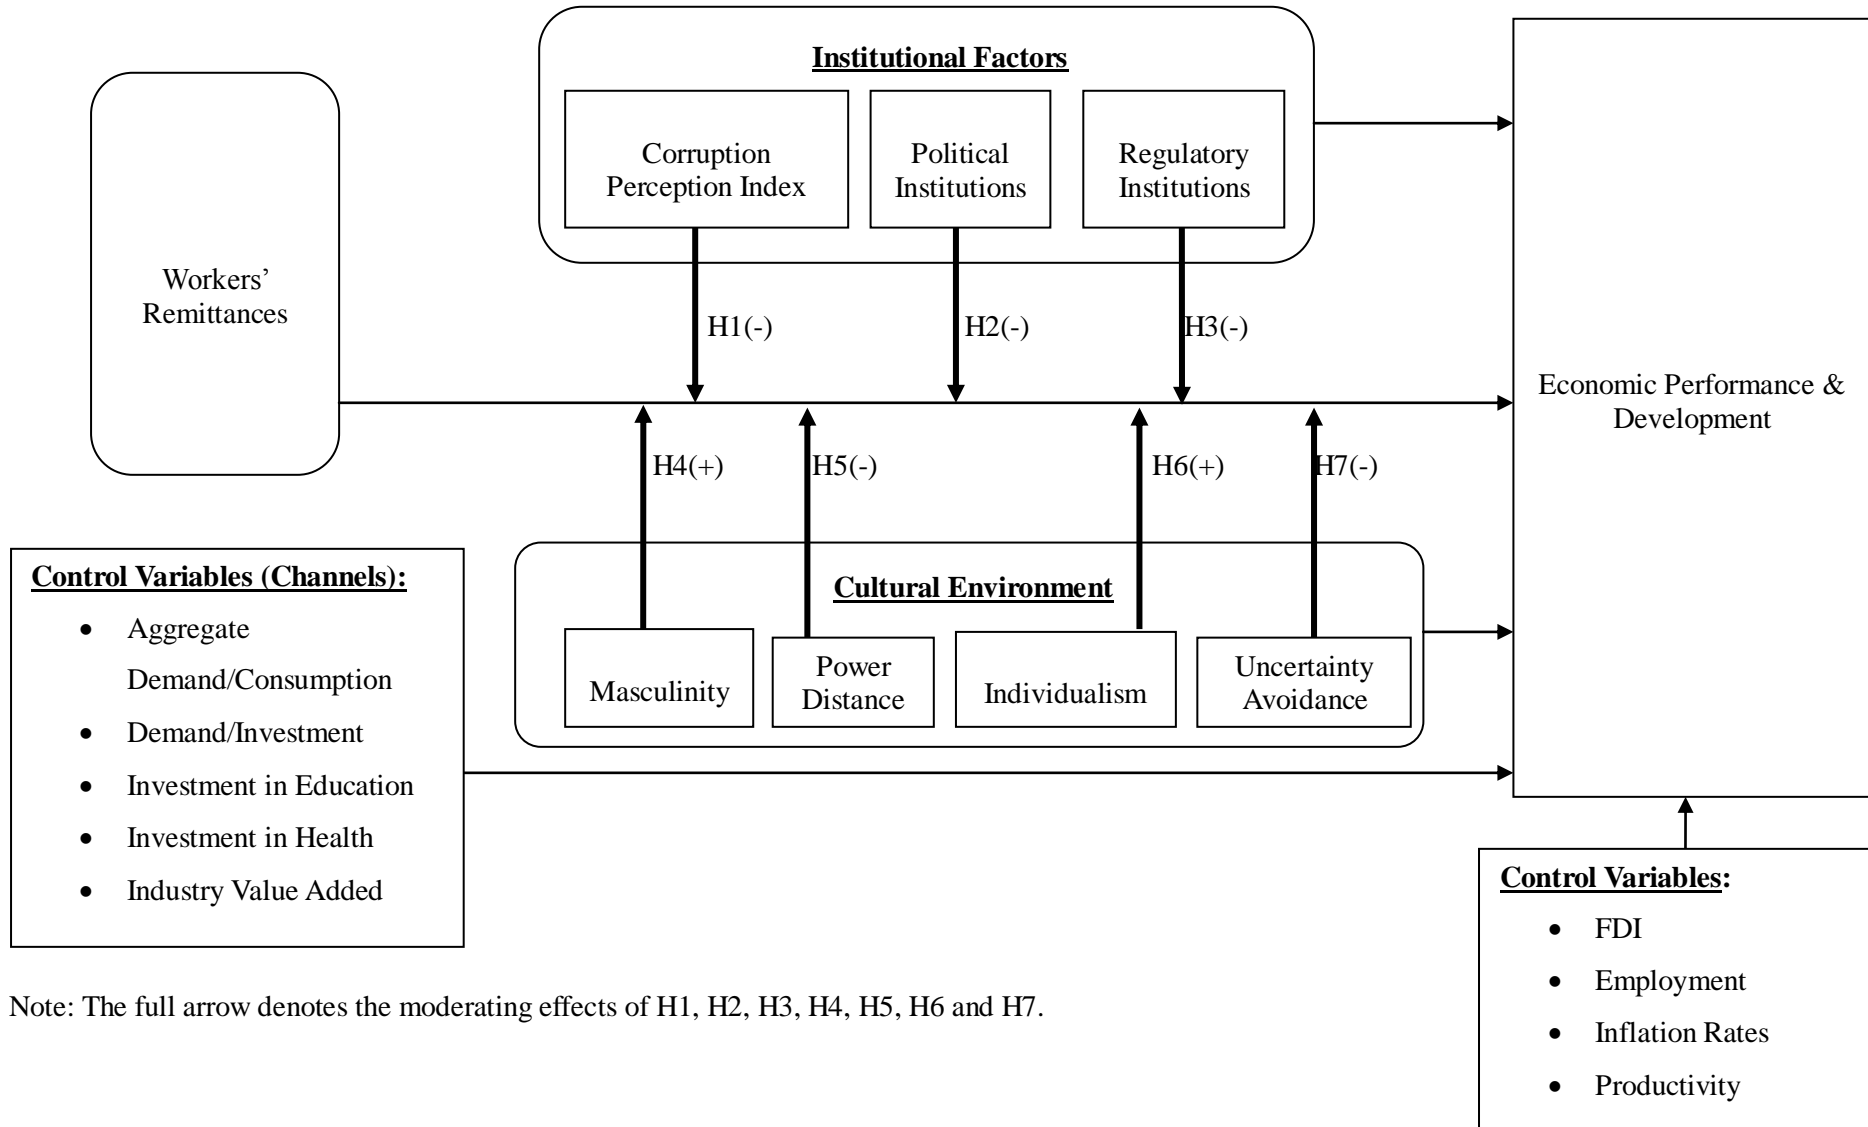 Institutional Factors
Corruption
Perception Index
Political
Institutions
Regulatory
Institutions
Workers’
Remittances
H1(-)
H2(-)
H3(-)
Economic Performance &
Development
H4(+)
H5(-)
H6(+)
H7(-)
Cultural Environment
Masculinity
Power
Distance
Individualism
Uncertainty
Avoidance
Control Variables (Channels):
• Aggregate
Demand/Consumption
• Demand/Investment
• Investment in Education
• Investment in Health
• Industry Value Added
Control Variables:
• FDI
• Employment
• Inflation Rates
• Productivity
Note: The full arrow denotes the moderating effects of H1, H2, H3, H4, H5, H6 and H7.